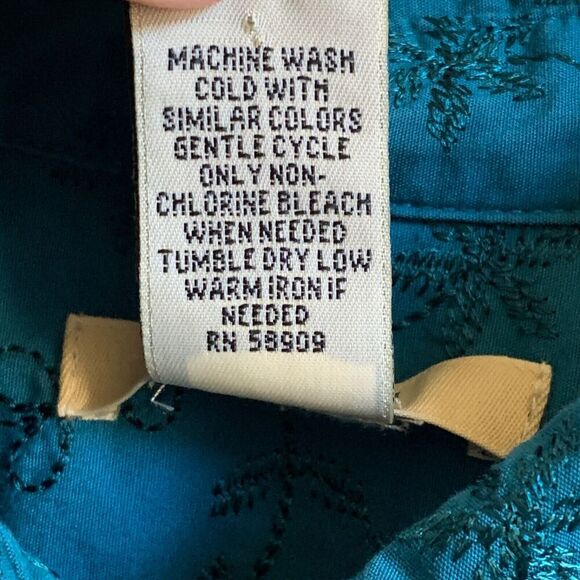 MACHINE WASH
COLD WITH
SIMILAR COLORS
GENTLE CYCLE
ONLY NON-
CHLORINE BLEACH
WHEN NEEDED
TUMBLE DRY LOW
WARM IRON IF
NEEDED
RN 58909